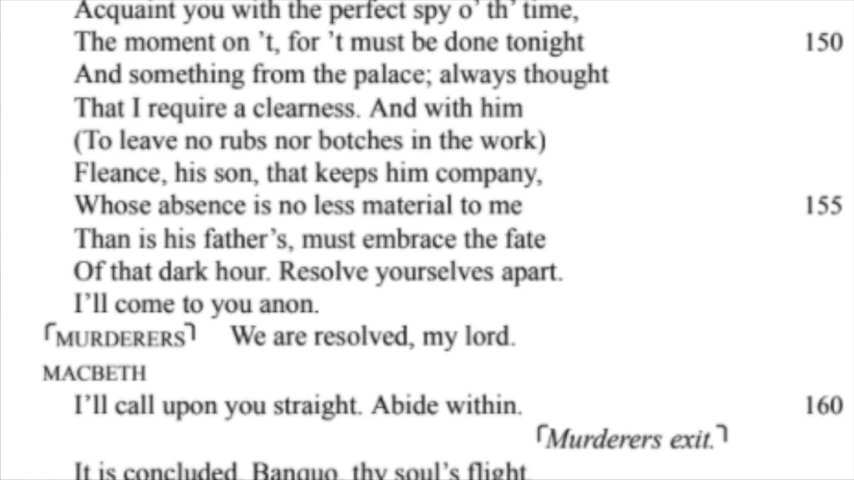 Acquaint you with the perfect spy o' th' time,
The moment on 't, for 't must be done tonight 150
And something from the palace; always thought
That I require a clearness. And with him
(To leave no rubs nor botches in the work)
Fleance, his son, that keeps him company,
Whose absence is no less material to me 155
Than is his father's, must embrace the fate
Of that dark hour. Resolve yourselves apart.
I'll come to you anon.
⌜MURDERERS⌝ We are resolved, my lord.
MACBETH
I'll call upon you straight. Abide within. 160
⌜Murderers exit.⌝
It is concluded. Banquo, thy soul's flight